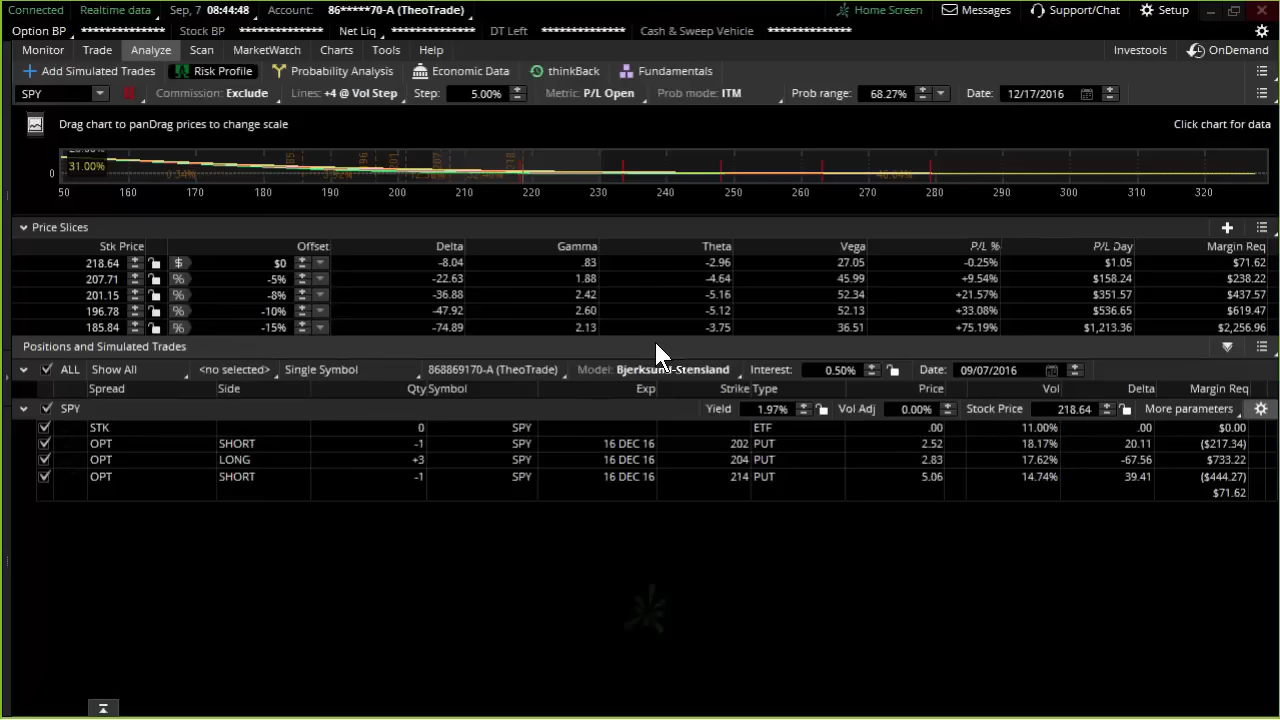 Connected Realtime data Sep, 7 08:44:48 Account: 86*****70-A (TheoTrade) Home Screen Messages Support/Chat Setup
Option BP ************** Stock BP ************** Net Liq ************** DT Left ************** Cash & Sweep Vehicle **************
Monitor Trade Analyze Scan MarketWatch Charts Tools Help Investools OnDemand
Add Simulated Trades Risk Profile Probability Analysis Economic Data thinkBack Fundamentals
SPY Commission: Exclude Lines: +4 @ Vol Step Step: 5.00% Metric: P/L Open Prob mode: ITM Prob range: 68.27% Date: 12/17/2016
Drag chart to panDrag prices to change scale Click chart for data
31.00%
0
50 160 170 180 190 200 210 220 230 240 250 260 270 280 290 300 310 320
Price Slices
Stk Price Offset Delta Gamma Theta Vega P/L % P/L Day Margin Req
218.64 $ $0 -8.04 .83 -2.96 27.05 -0.25% $1.05 $71.62
207.71 % -5% -22.63 1.88 -4.64 45.99 +9.54% $158.24 $238.22
201.15 % -8% -36.88 2.42 -5.16 52.34 +21.57% $351.57 $437.57
196.78 % -10% -47.92 2.60 -5.12 52.13 +33.08% $536.65 $619.47
185.84 % -15% -74.89 2.13 -3.75 36.51 +75.19% $1,213.36 $2,256.96
Positions and Simulated Trades
ALL Show All <no selected> Single Symbol 868869170-A (TheoTrade) Model: Bjerksund-Stensland Interest: 0.50% Date: 09/07/2016
Spread Side Qty Symbol Exp Strike Type Price Vol Delta Margin Req
SPY Yield 1.97% Vol Adj 0.00% Stock Price 218.64 More parameters
STK 0 SPY ETF .00 11.00% .00 $0.00
OPT SHORT -1 SPY 16 DEC 16 202 PUT 2.52 18.17% 20.11 ($217.34)
OPT LONG +3 SPY 16 DEC 16 204 PUT 2.83 17.62% -67.56 $733.22
OPT SHORT -1 SPY 16 DEC 16 214 PUT 5.06 14.74% 39.41 ($444.27)
$71.62